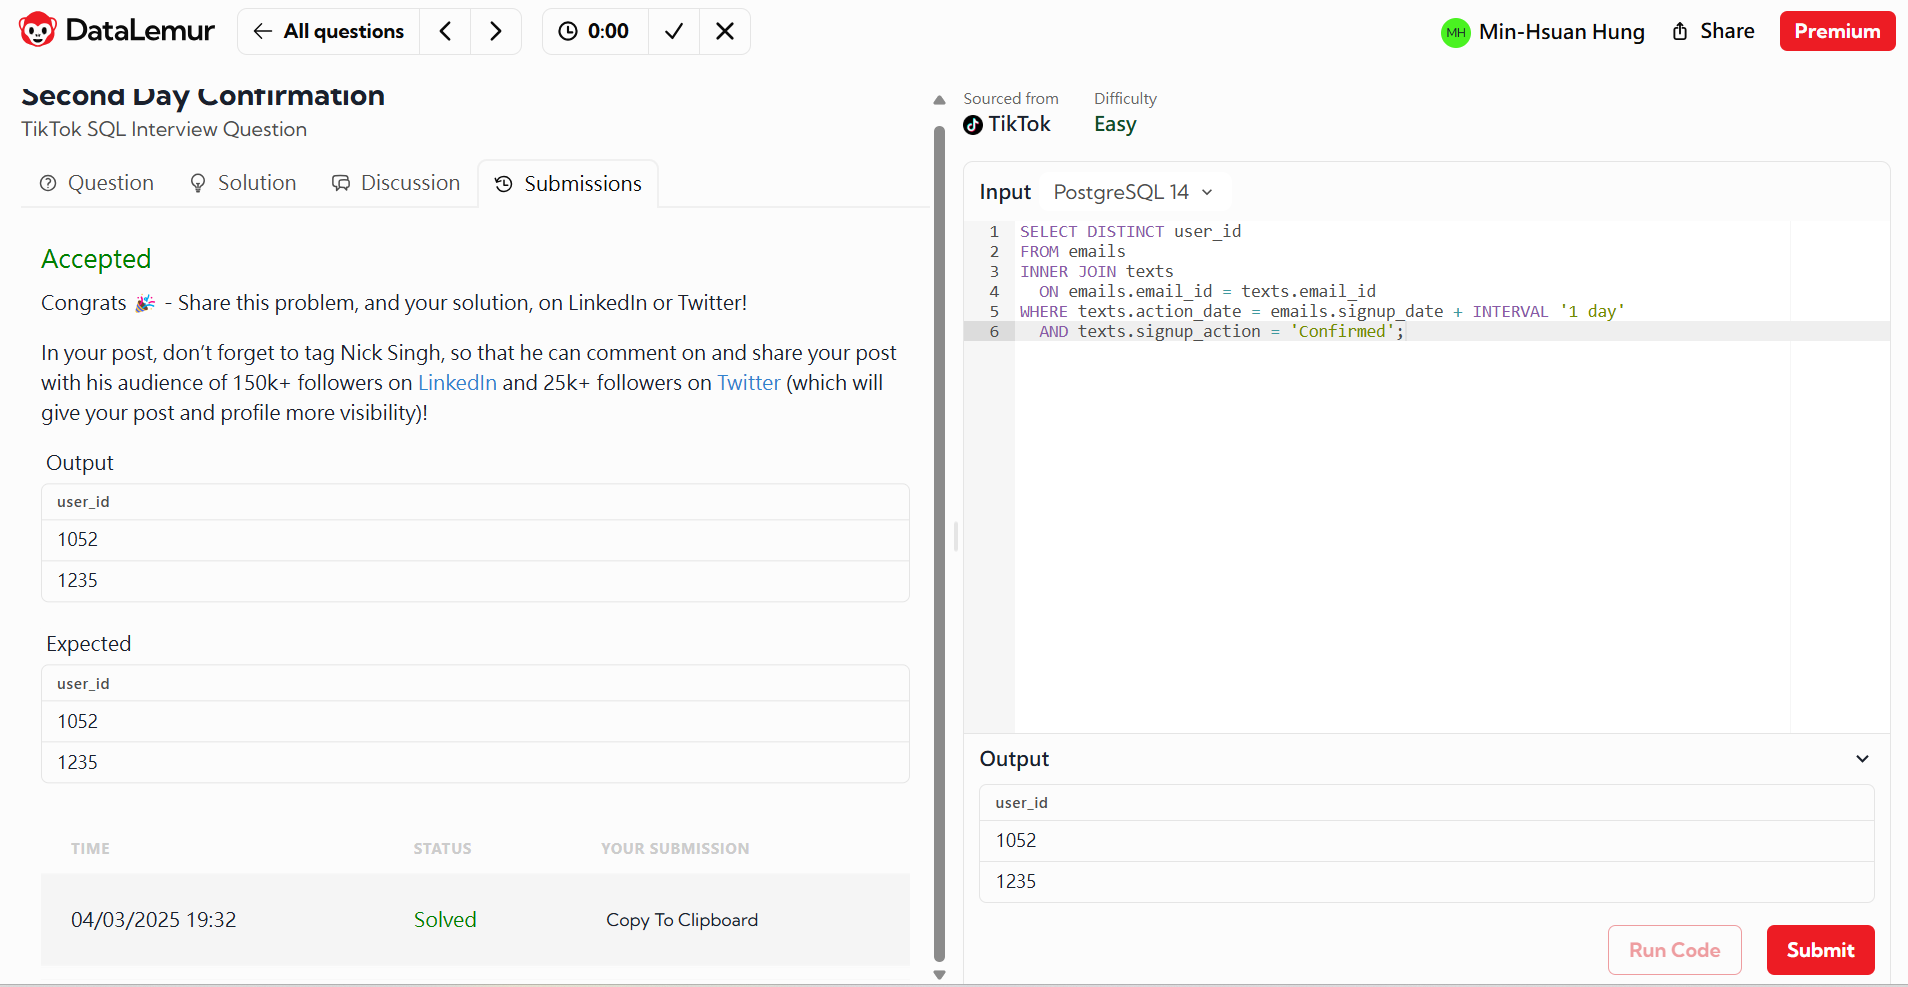 DataLemur
All questions
0:00
MH
Min-Hsuan Hung
Share
Premium
Second Day Confirmation
TikTok SQL Interview Question
Question
Solution
Discussion
Submissions
Accepted
Congrats 🎉 - Share this problem, and your solution, on LinkedIn or Twitter!
In your post, don’t forget to tag Nick Singh, so that he can comment on and share your post
with his audience of 150k+ followers on LinkedIn and 25k+ followers on Twitter (which will
give your post and profile more visibility)!
Output
user_id
1052
1235
Expected
user_id
1052
1235
TIME STATUS YOUR SUBMISSION
04/03/2025 19:32 Solved Copy To Clipboard
Sourced from Difficulty
TikTok Easy
Input PostgreSQL 14
1 SELECT DISTINCT user_id
2 FROM emails
3 INNER JOIN texts
4 ON emails.email_id = texts.email_id
5 WHERE texts.action_date = emails.signup_date + INTERVAL '1 day'
6 AND texts.signup_action = 'Confirmed';
Output
user_id
1052
1235
Run Code
Submit